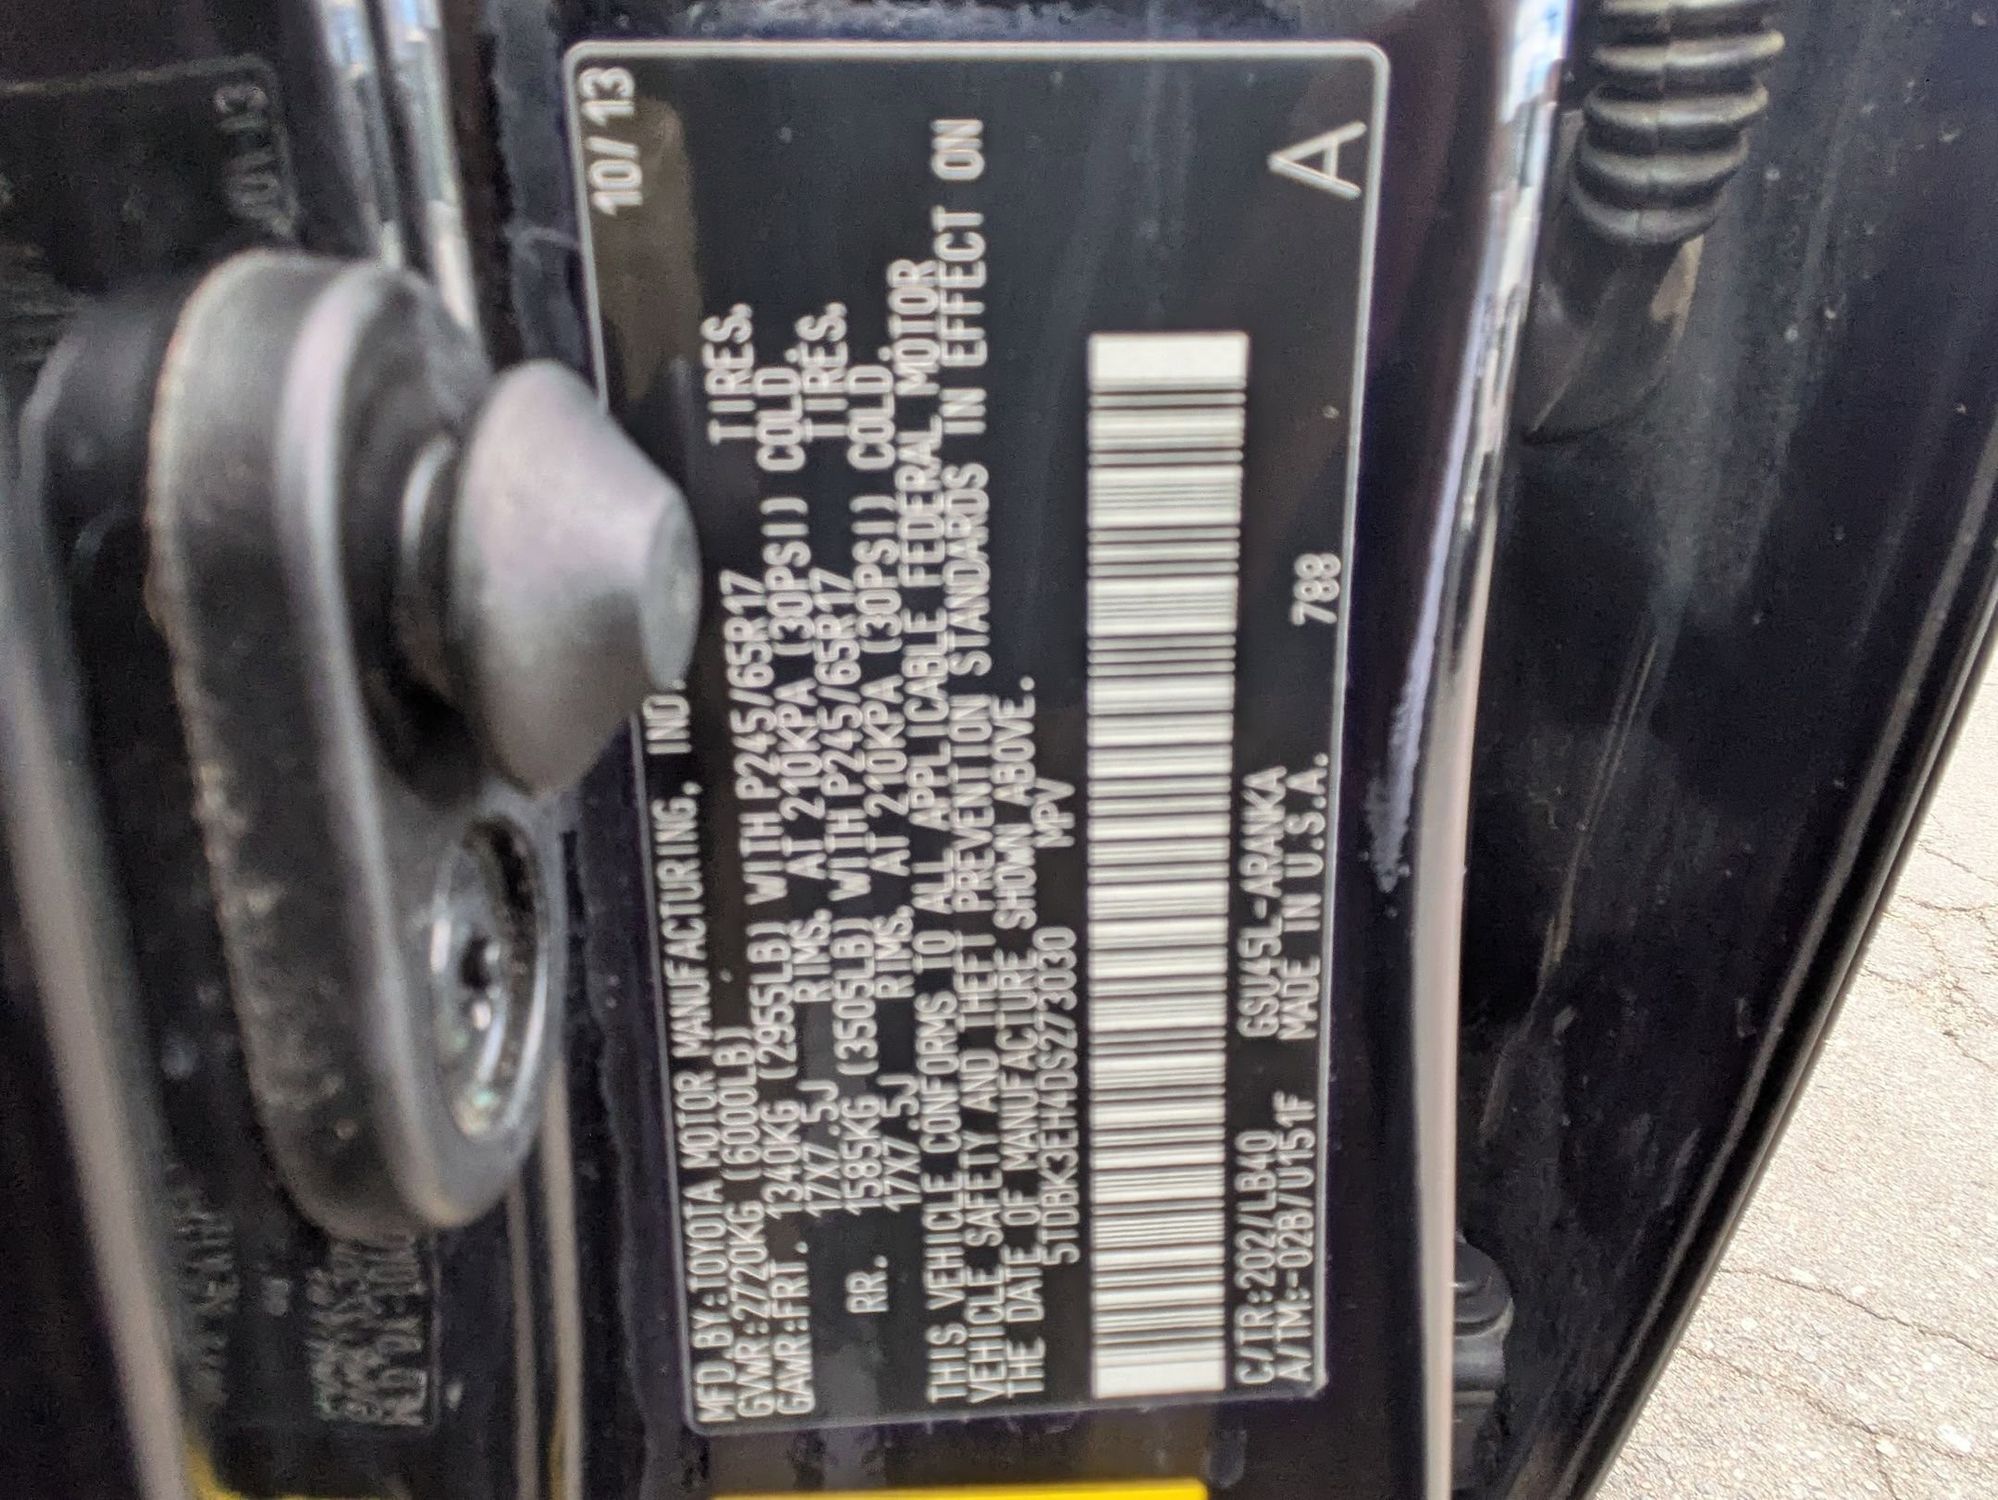 MFD.BY:TOYOTA MOTOR MANUFACTURING, IND 10/13
GVWR:2720KG (6000LB)
GAWR:FRT. 1340KG (2955LB) WITH P245/65R17 TIRES.
17X7.5J RIMS. AT 210KPA (30PSI) COLD.
RR. 1585KG (3505LB) WITH P245/65R17 TIRES.
17X7.5J RIMS. AT 210KPA (30PSI) COLD.
THIS VEHICLE CONFORMS TO ALL APPLICABLE FEDERAL MOTOR
VEHICLE SAFETY AND THEFT PREVENTION STANDARDS IN EFFECT ON
THE DATE OF MANUFACTURE SHOWN ABOVE.
5TDBK3EH4DS273030 MPV
C/TR:202/LB40 GSU45L-ARANKA
A/TM:-02B/U151F MADE IN U.S.A. 788 A